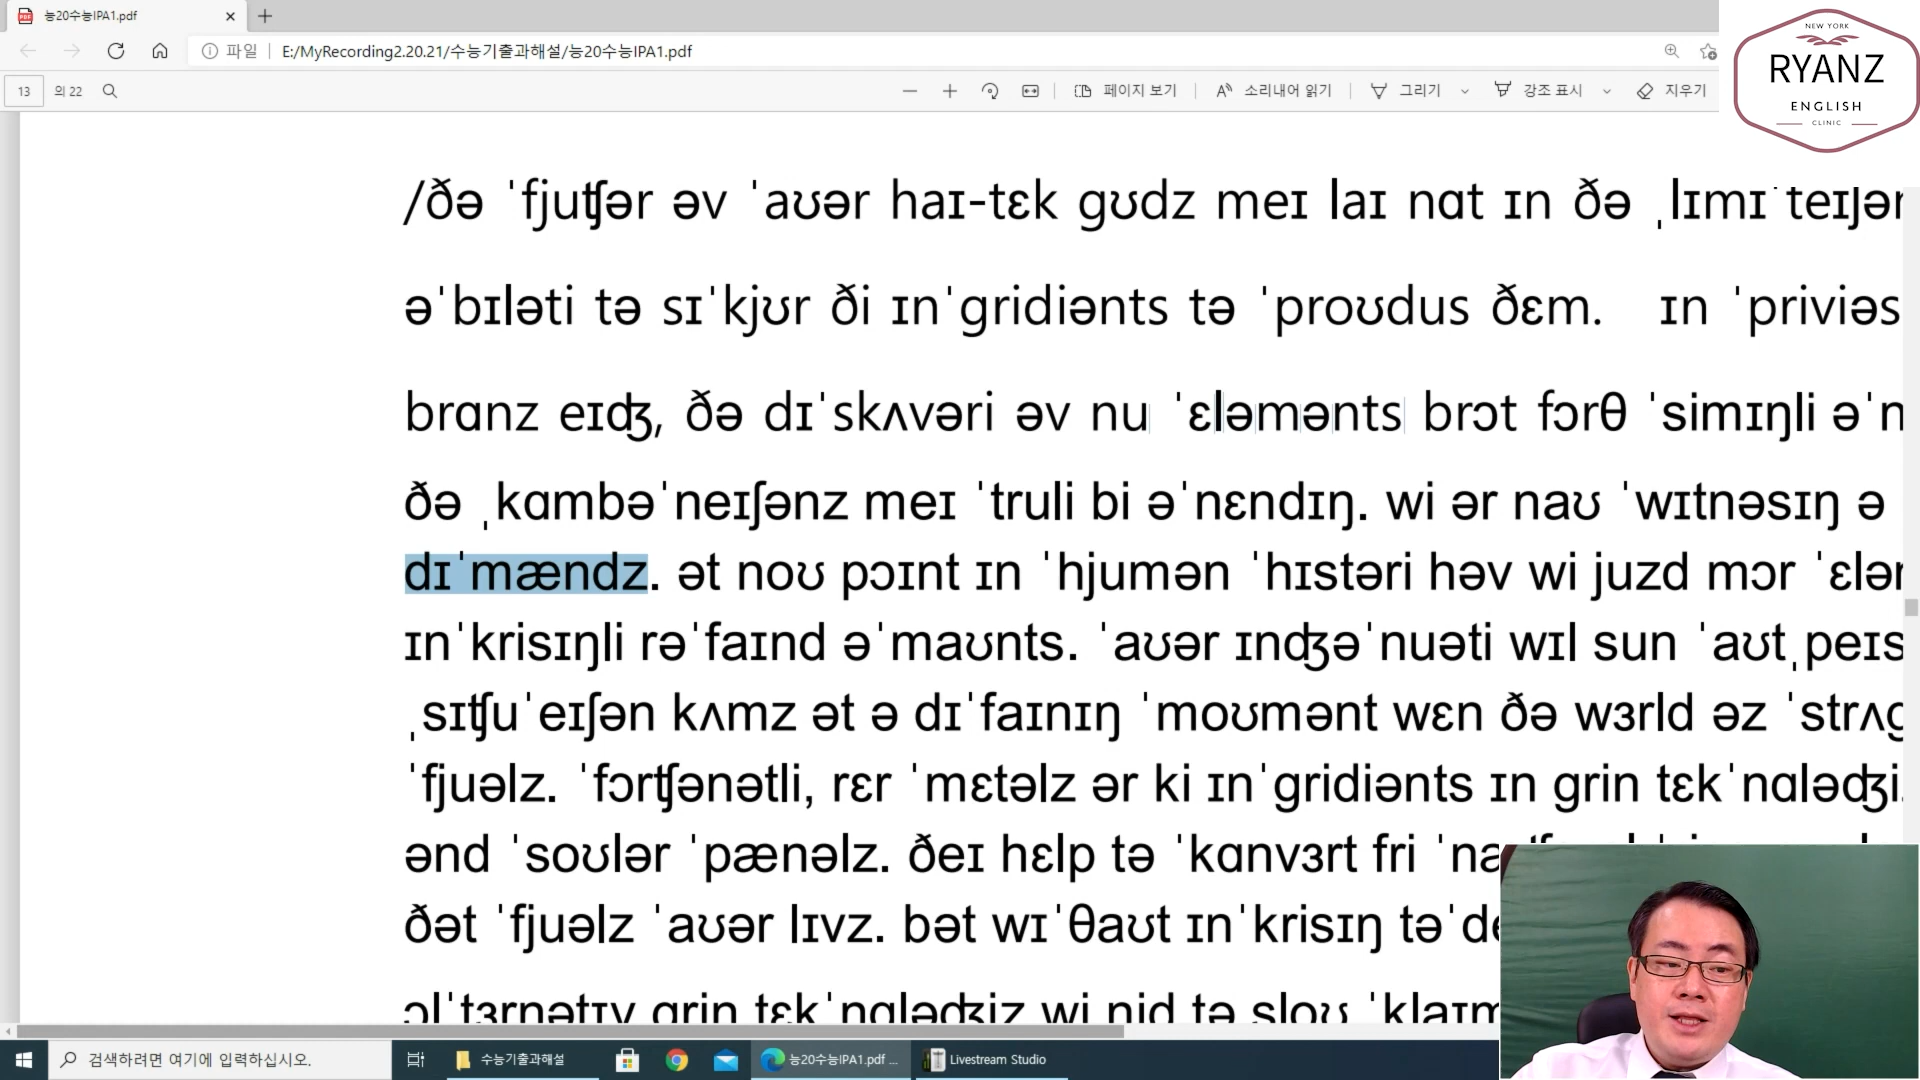 능20수능IPA1.pdf
파일 E:/MyRecording2.20.21/수능기출과해설/능20수능IPA1.pdf
13 의 22 페이지 보기 소리내어 읽기 그리기 강조 표시 지우기
NEW YORK
RYANZ
ENGLISH
CLINIC
/ðə ˈfjuʧər əv ˈaʊər haɪ-tɛk gʊdz meɪ laɪ nɑt ɪn ðə
əˈbɪləti tə sɪˈkjʊr ði ɪnˈgridiənts tə ˈproʊdus ðɛm. ɪn ˈpriviəs
brɑnz eɪʤ, ðə dɪˈskʌvəri əv nu ˈɛləmənts brɔt fɔrθ ˈsimɪŋli
ðə ˌkɑmbəˈneɪʃənz meɪ ˈtruli bi əˈnɛndɪŋ. wi ər naʊ ˈwɪtnəsɪŋ ə
dɪˈmændz. ət noʊ pɔɪnt ɪn ˈhjumən ˈhɪstəri həv wi juzd mɔr
ɪnˈkrisɪŋli rəˈfaɪnd əˈmaʊnts. ˈaʊər ɪnʤəˈnuəti wɪl sun ˈaʊtˌpeɪs
ˌsɪʧuˈeɪʃən kʌmz ət ə dɪˈfaɪnɪŋ ˈmoʊmənt wɛn ðə wɜrld əz
ˈfjuəlz. ˈfɔrʧənətli, rɛr ˈmɛtəlz ər ki ɪnˈgridiənts ɪn grin
ənd ˈsoʊlər ˈpænəlz. ðeɪ hɛlp tə ˈkɑnvɜrt fri
ðət ˈfjuəlz ˈaʊər lɪvz. bət wɪˈθaʊt ɪnˈkrisɪŋ
ɔlˈtɜrnətɪv grin tɛkˈnɑləʤiz wi nid tə sloʊ
검색하려면 여기에 입력하십시오. 수능기출과해설 능20수능IPA1.pdf ... Livestream Studio